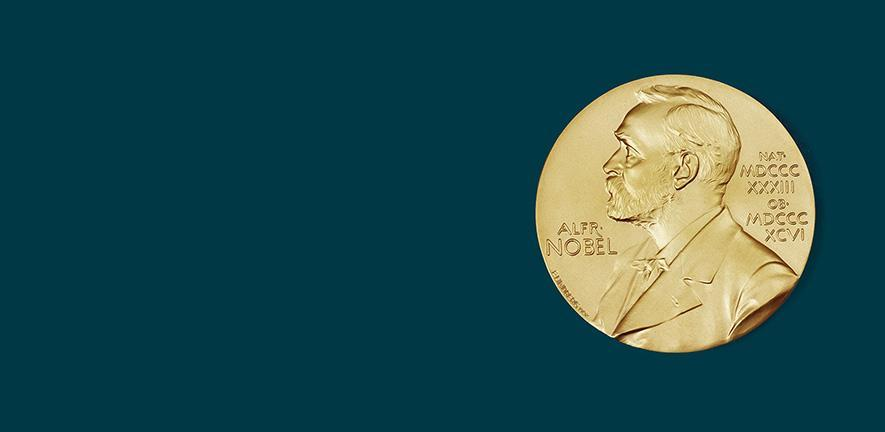 ALFR·
NOBEL
NAT·
MDCCC
XXXIII
OB·
MDCCC
XCVI